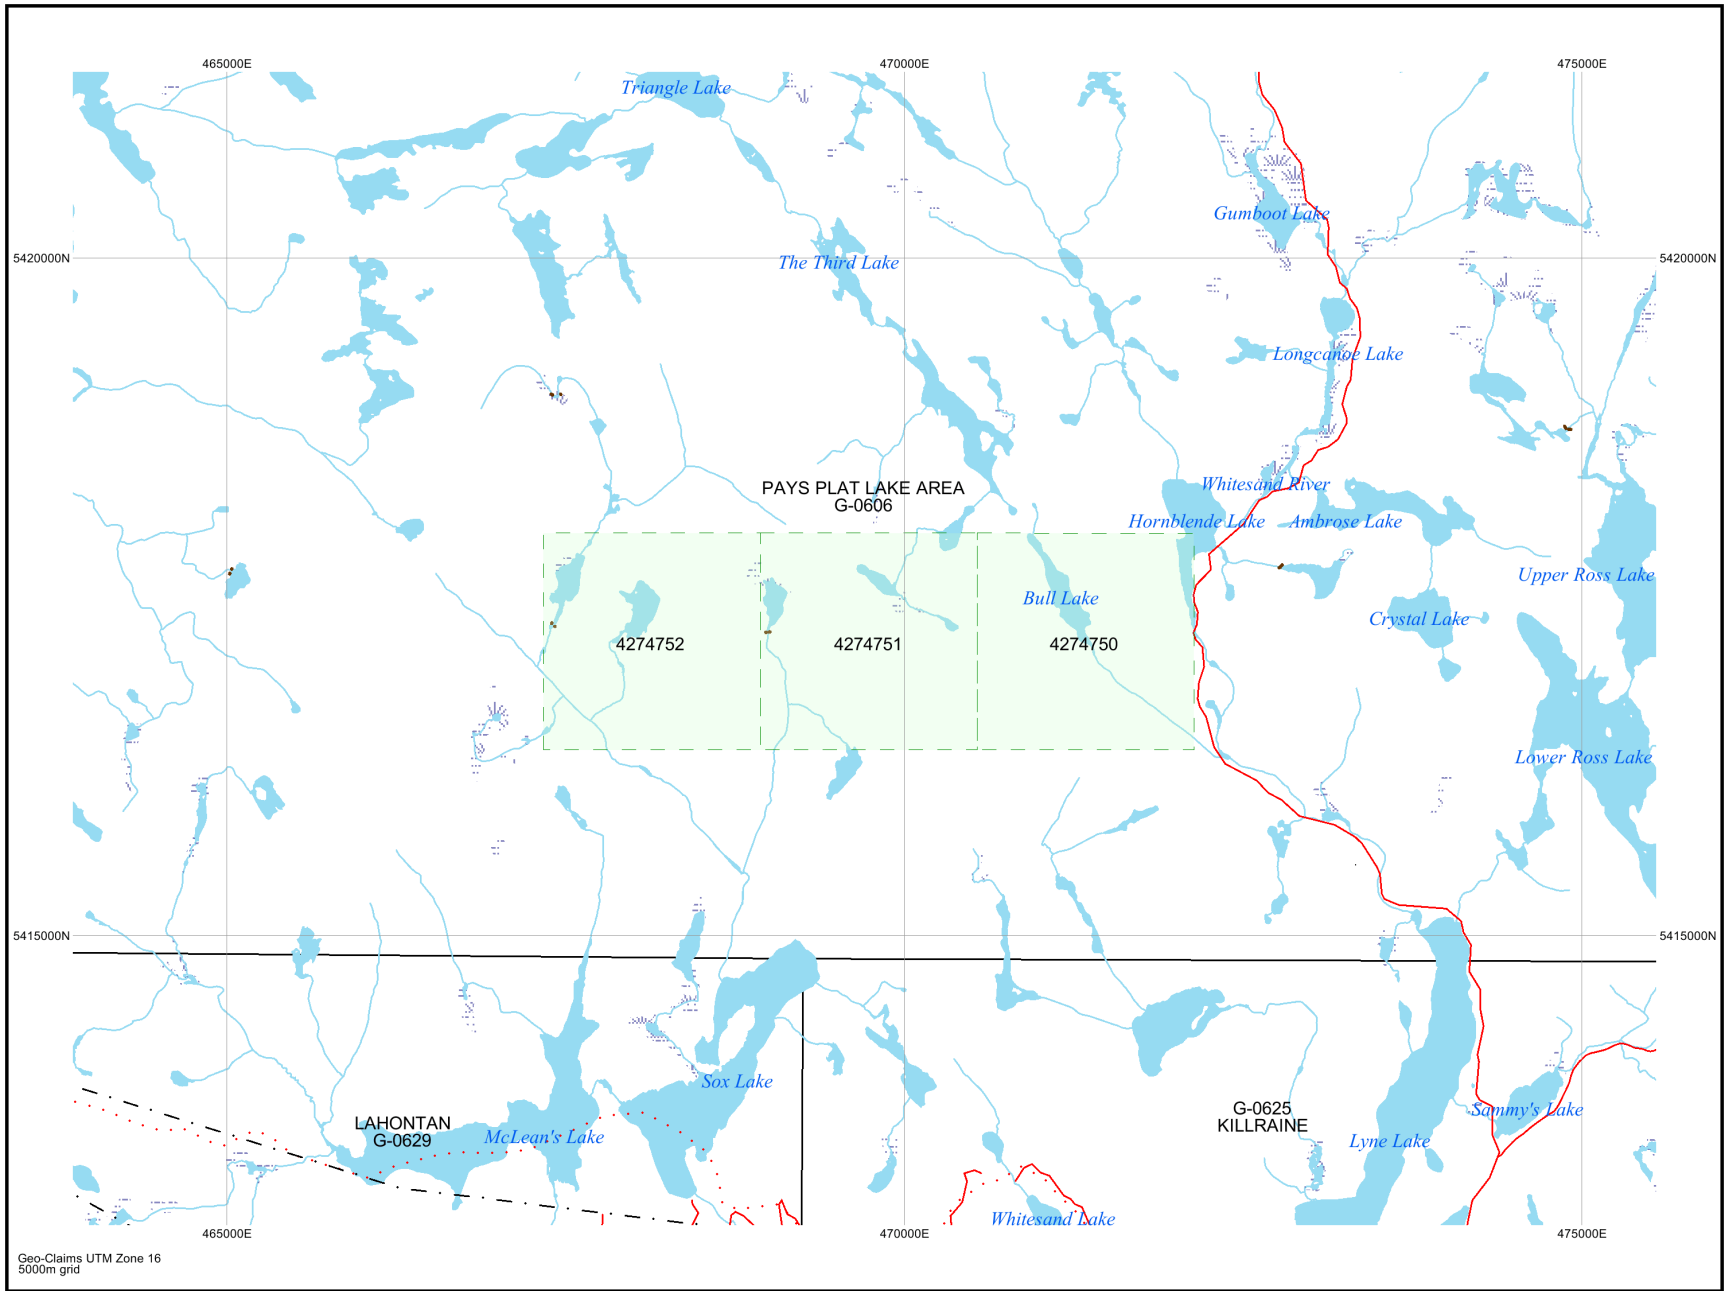 465000E
470000E
475000E
Triangle Lake
Gumboot Lake
5420000N
The Third Lake
5420000N
Longcanoe Lake
PAYS PLAT LAKE AREA
G-0606
Whitesand River
Hornblende Lake
Ambrose Lake
Upper Ross Lake
Bull Lake
Crystal Lake
4274752
4274751
4274750
Lower Ross Lake
5415000N
5415000N
Sox Lake
LAHONTAN
G-0629
McLean's Lake
G-0625
KILLRAINE
Sammy's Lake
Lyne Lake
Whitesand Lake
465000E
470000E
475000E
Geo-Claims UTM Zone 16
5000m grid